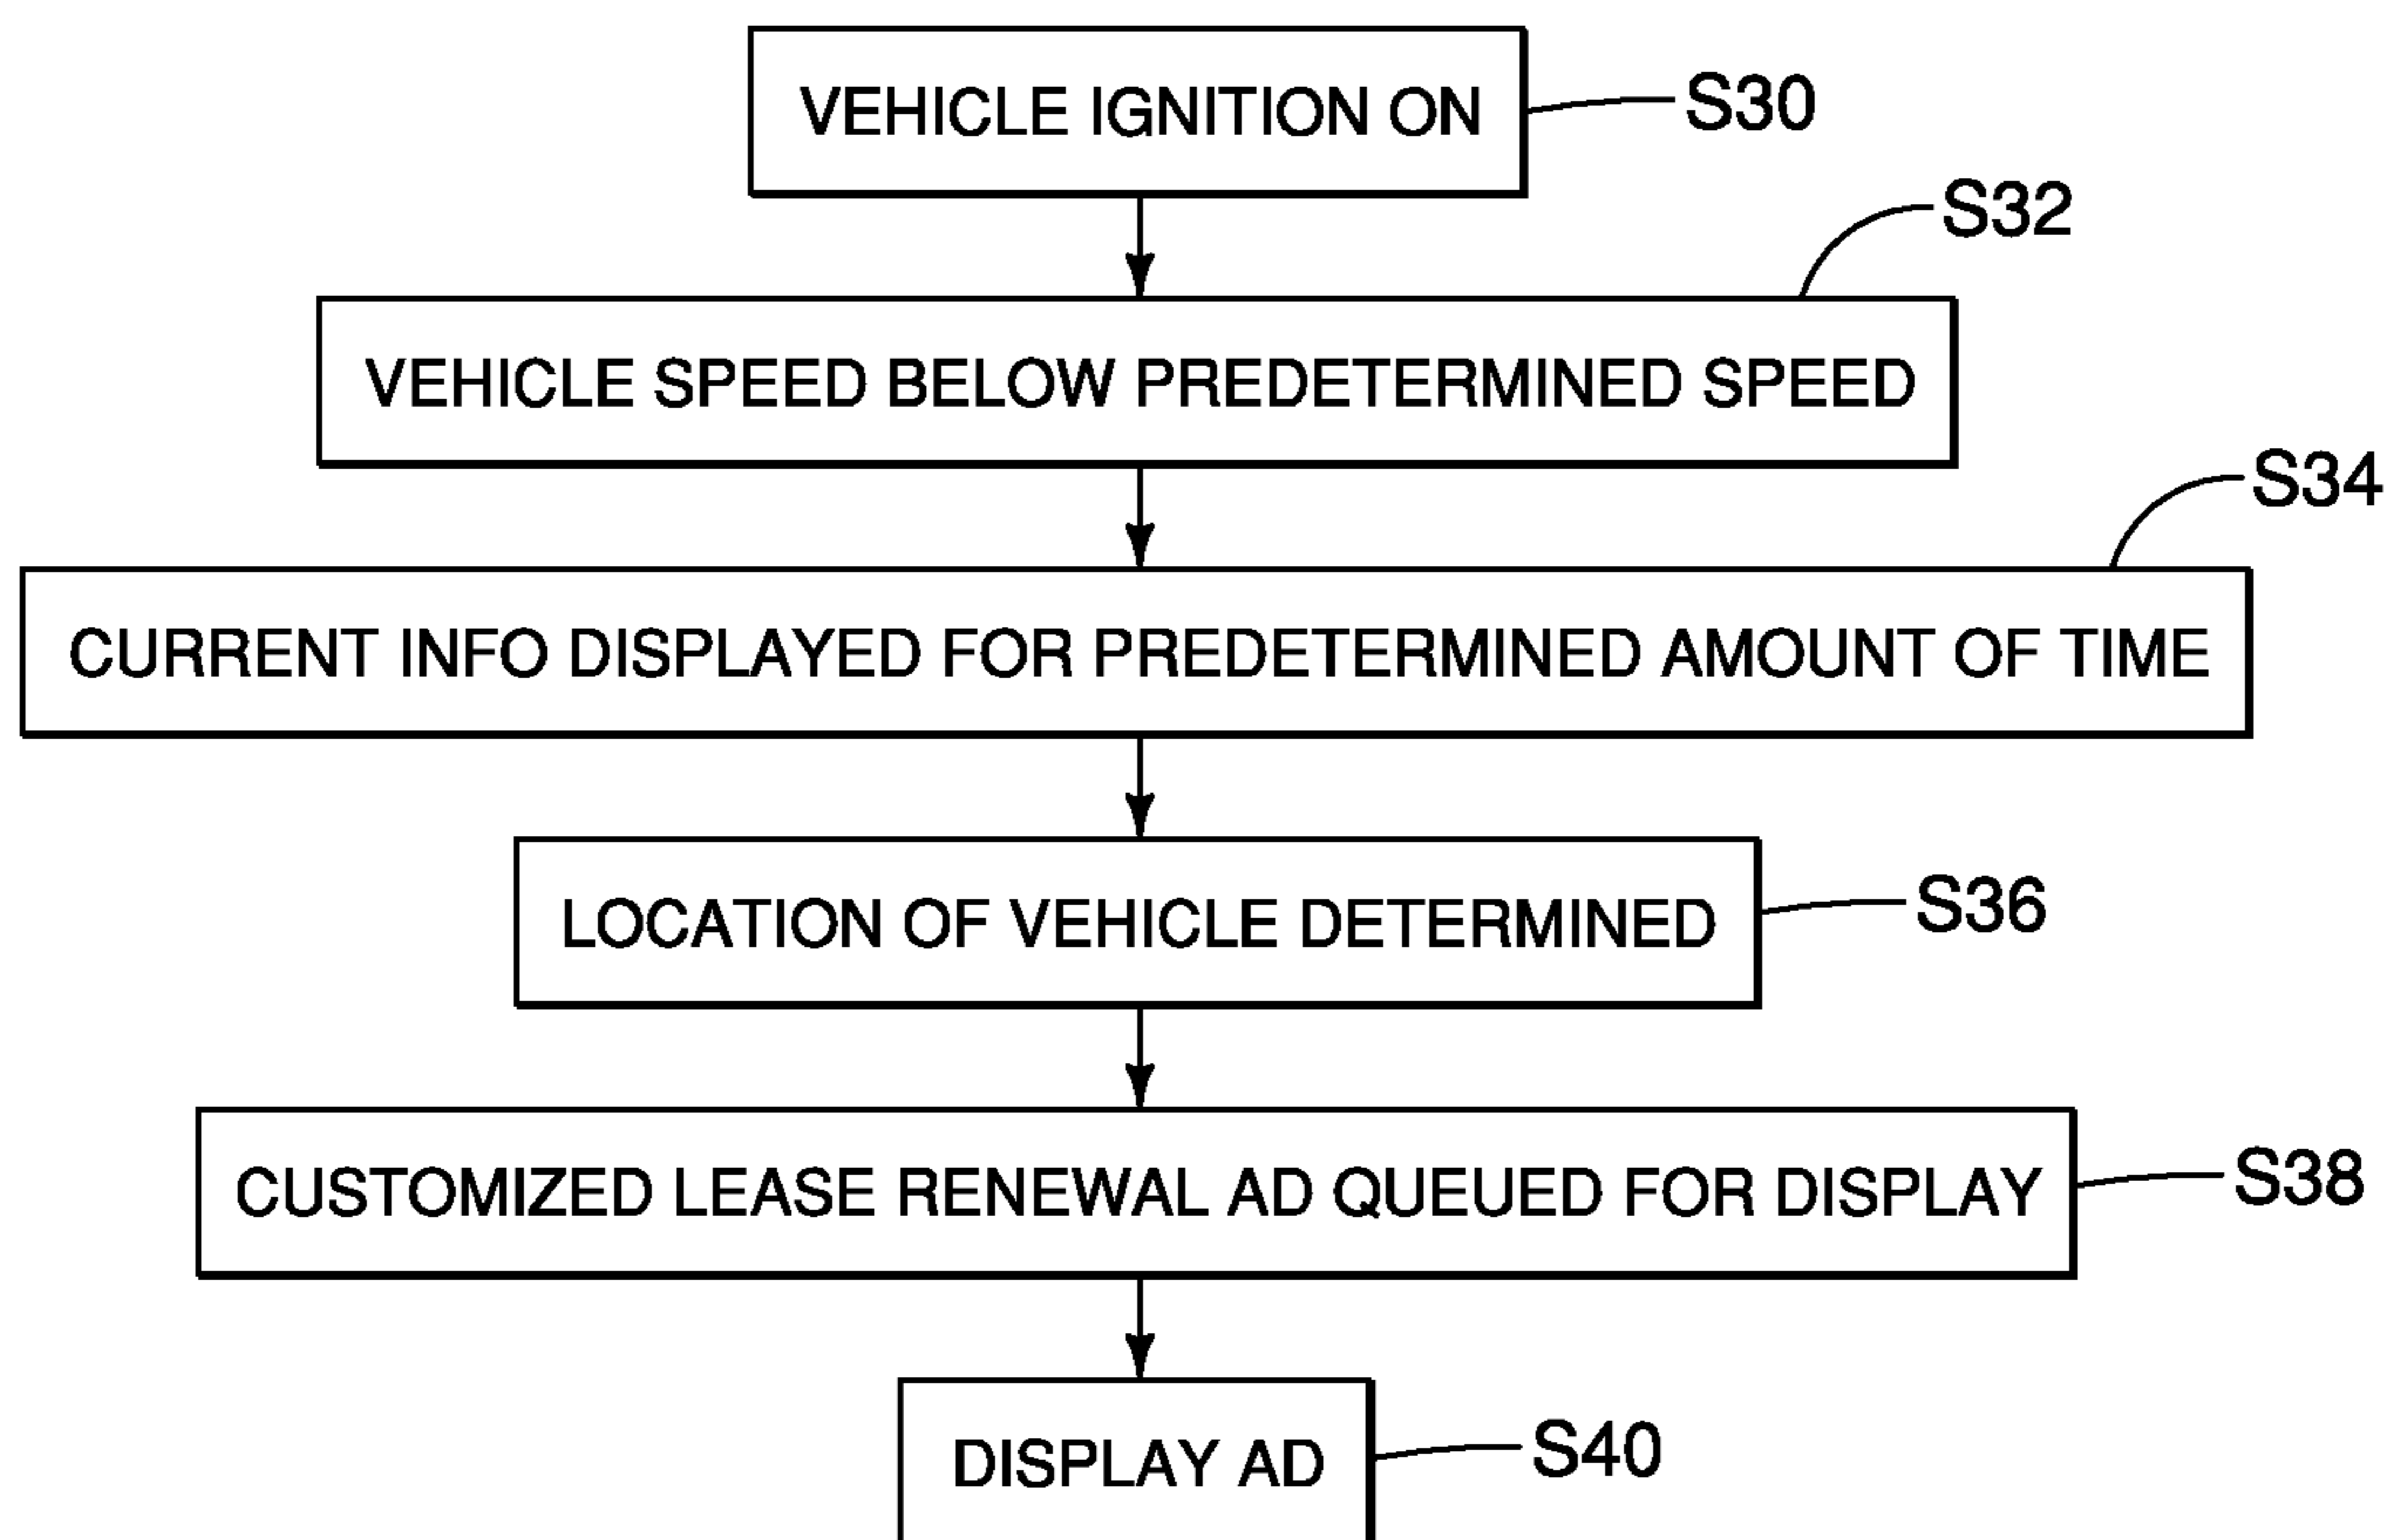 VEHICLE IGNITION ON
S30
S32
VEHICLE SPEED BELOW PREDETERMINED SPEED
S34
CURRENT INFO DISPLAYED FOR PREDETERMINED AMOUNT OF TIME
LOCATION OF VEHICLE DETERMINED
S36
CUSTOMIZED LEASE RENEWAL AD QUEUED FOR DISPLAY
S38
DISPLAY AD
S40